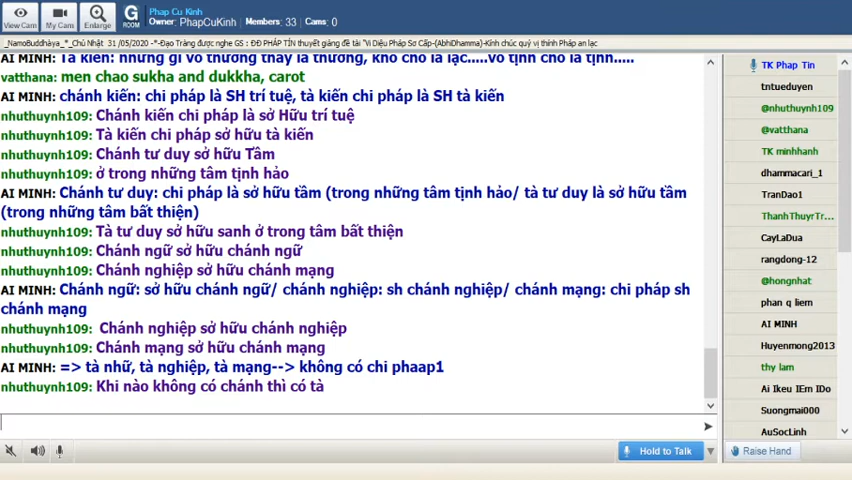 Phap Cu Kinh
Owner: PhapCuKinh Members: 33 Cams: 0
View Cam
My Cam
Enlarge
G
ROOM
_NamoBuddhàya_*_Chủ Nhật 31 /05/2020 -*-Đạo Tràng được nghe GS : ĐĐ PHÁP TÍN thuyết giảng đề tài "Vi Diệu Pháp Sơ Cấp-(AbhiDhamma)-Kính chúc quý vị thính Pháp an lạc
AI MINH: Tà kiến: những gì vô thường thấy là thường, khổ cho là lạc.....vô tịnh cho là tịnh.....
vatthana: men chao sukha and dukkha, carot
AI MINH: chánh kiến: chi pháp là SH trí tuệ, tà kiến chi pháp là SH tà kiến
nhuthuynh109: Chánh kiến chi pháp là sở Hữu trí tuệ
nhuthuynh109: Tà kiến chi pháp sở hữu tà kiến
nhuthuynh109: Chánh tư duy sở hữu Tâm
nhuthuynh109: ở trong những tâm tịnh hảo
AI MINH: Chánh tư duy: chi pháp là sở hữu tầm (trong những tâm tịnh hảo/ tà tư duy là sở hữu tầm
(trong những tâm bất thiện)
nhuthuynh109: Tà tư duy sở hữu sanh ở trong tâm bất thiện
nhuthuynh109: Chánh ngữ sở hữu chánh ngữ
nhuthuynh109: Chánh nghiệp sở hữu chánh mạng
AI MINH: Chánh ngữ: sở hữu chánh ngữ/ chánh nghiệp: sh chánh nghiệp/ chánh mạng: chi pháp sh
chánh mạng
nhuthuynh109: Chánh nghiệp sở hữu chánh nghiệp
nhuthuynh109: Chánh mạng sở hữu chánh mạng
AI MINH: => tà nhữ, tà nghiệp, tà mạng--> không có chi phaap1
nhuthuynh109: Khi nào không có chánh thì có tà
TK Phap Tin
tntueduyen
@nhuthuynh109
@vatthana
TK minhhanh
dhammacari_1
TranDao1
ThanhThuyrTr...
CayLaDua
rangdong-12
@hongnhat
phan q liem
AI MINH
Huyenmong2013
thy lam
Ai Ikeu IErn IDo
Suongmai000
AuSocLinh
Hold to Talk
Raise Hand